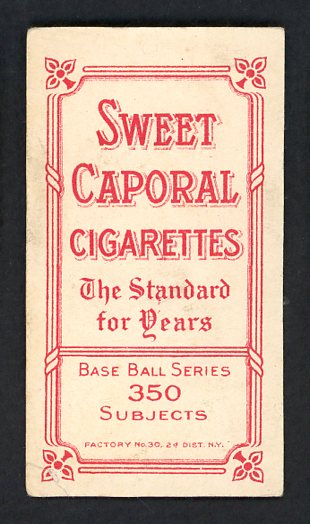 SWEET
CAPORAL
CIGARETTES
The Standard
for Years
BASE BALL SERIES
350
SUBJECTS
FACTORY No. 30, 2d DIST. N.Y.